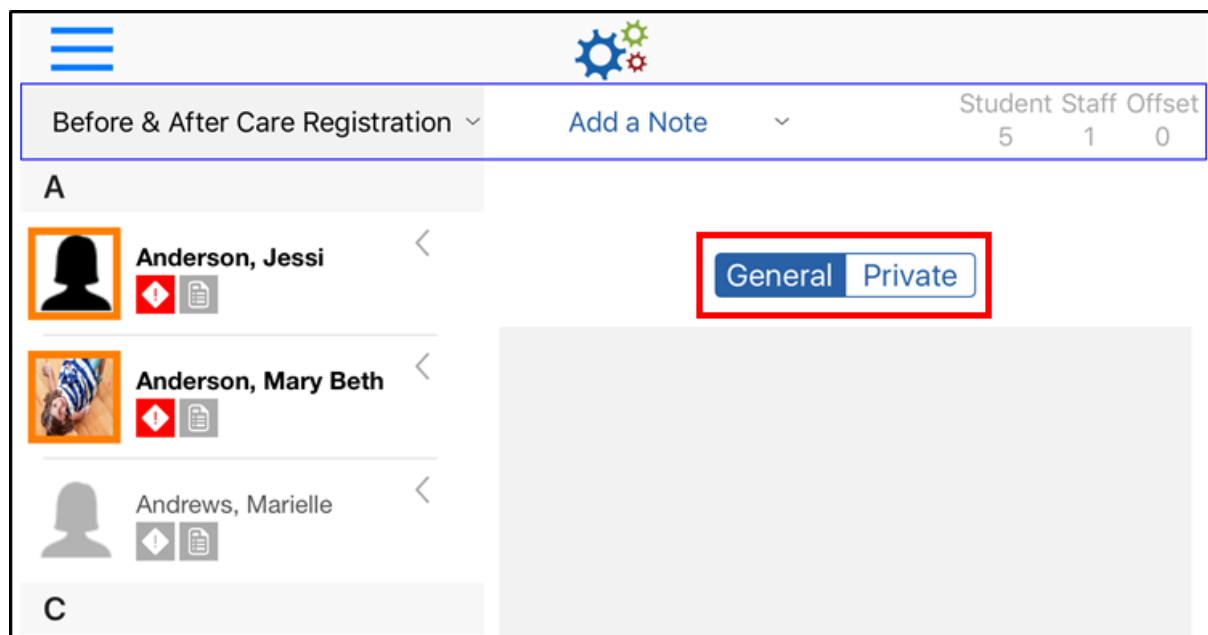 Before & After Care Registration
Add a Note
Student Staff Offset
5 1 0
A
Anderson, Jessi
General Private
Anderson, Mary Beth
Andrews, Marielle
C